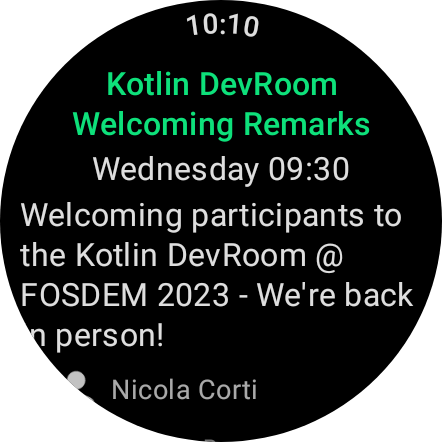 10:10
Kotlin DevRoom
Welcoming Remarks
Wednesday 09:30
Welcoming participants to
the Kotlin DevRoom @
FOSDEM 2023 - We're back
in person!
Nicola Corti